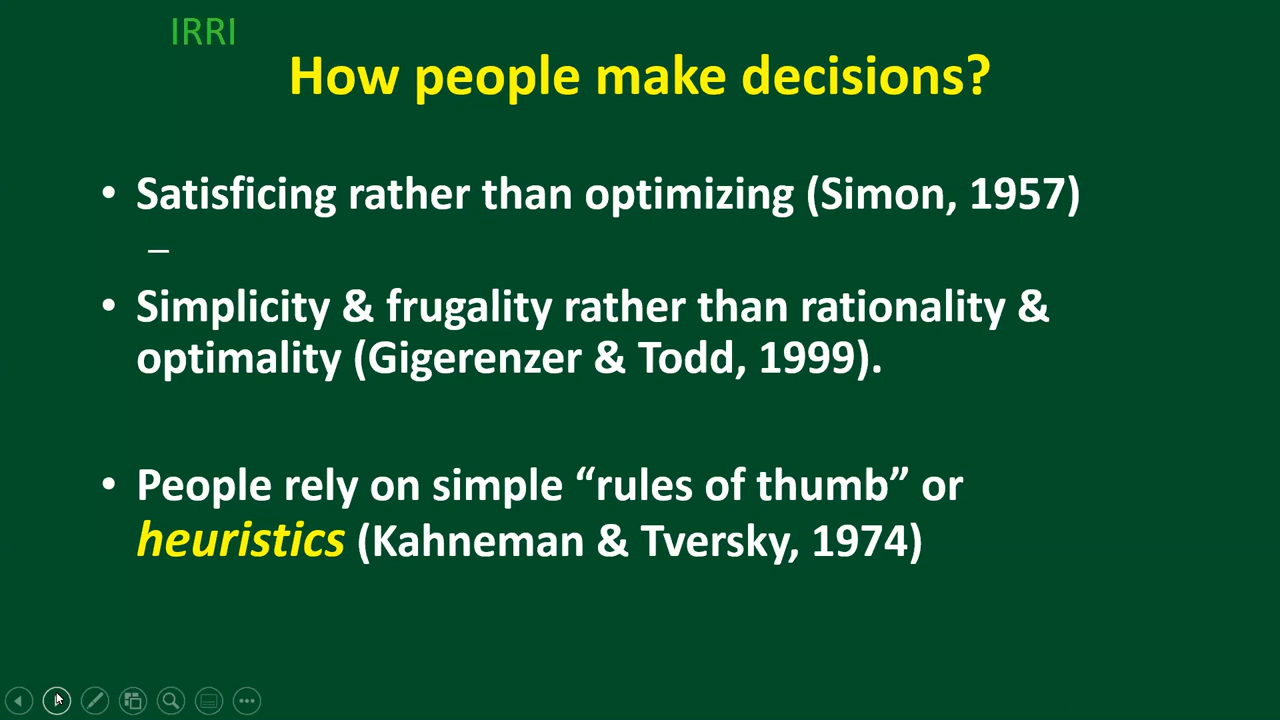 IRRI
How people make decisions?
• Satisficing rather than optimizing (Simon, 1957)
–
• Simplicity & frugality rather than rationality &
optimality (Gigerenzer & Todd, 1999).
• People rely on simple “rules of thumb” or
heuristics (Kahneman & Tversky, 1974)